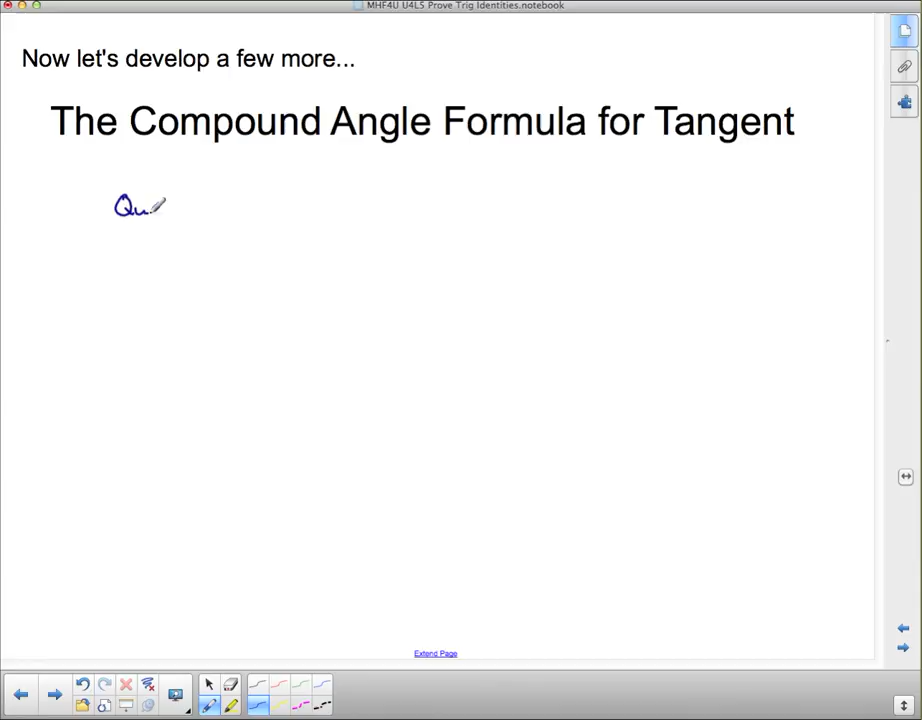 MHF4U U4L5 Prove Trig Identities.notebook
Now let's develop a few more...
The Compound Angle Formula for Tangent
Qu
Extend Page